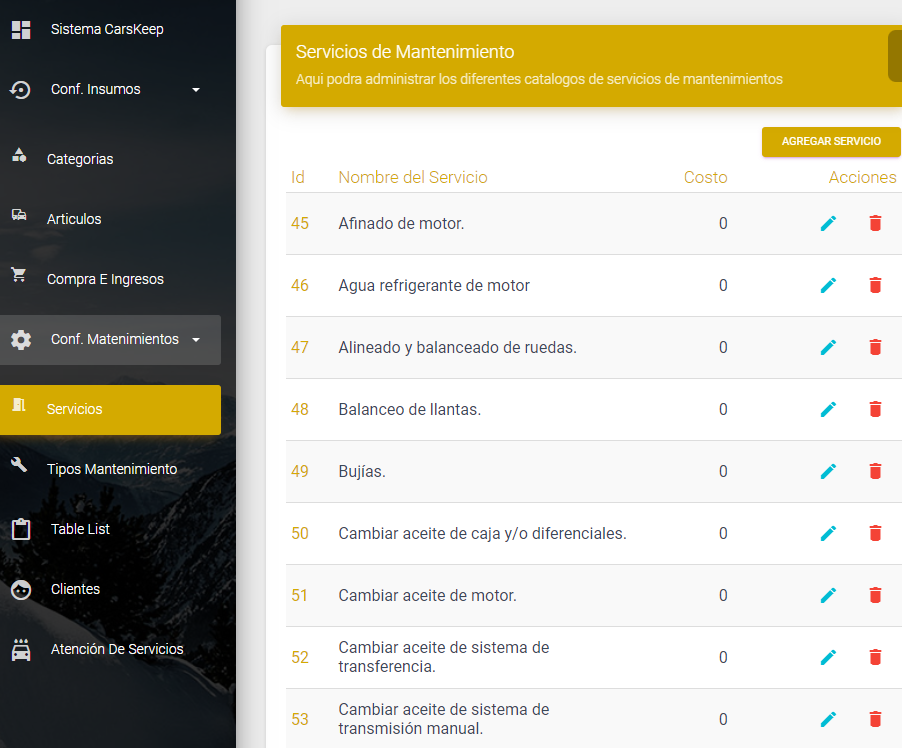 Sistema CarsKeep
Conf. Insumos
Categorias
Articulos
Compra E Ingresos
Conf. Matenimientos
Servicios
Tipos Mantenimiento
Table List
Clientes
Atención De Servicios
Servicios de Mantenimiento
Aqui podra administrar los diferentes catalogos de servicios de mantenimientos
AGREGAR SERVICIO
Id Nombre del Servicio Costo Acciones
45 Afinado de motor. 0
46 Agua refrigerante de motor 0
47 Alineado y balanceado de ruedas. 0
48 Balanceo de llantas. 0
49 Bujías. 0
50 Cambiar aceite de caja y/o diferenciales. 0
51 Cambiar aceite de motor. 0
52 Cambiar aceite de sistema de
transferencia. 0
53 Cambiar aceite de sistema de
transmisión manual. 0